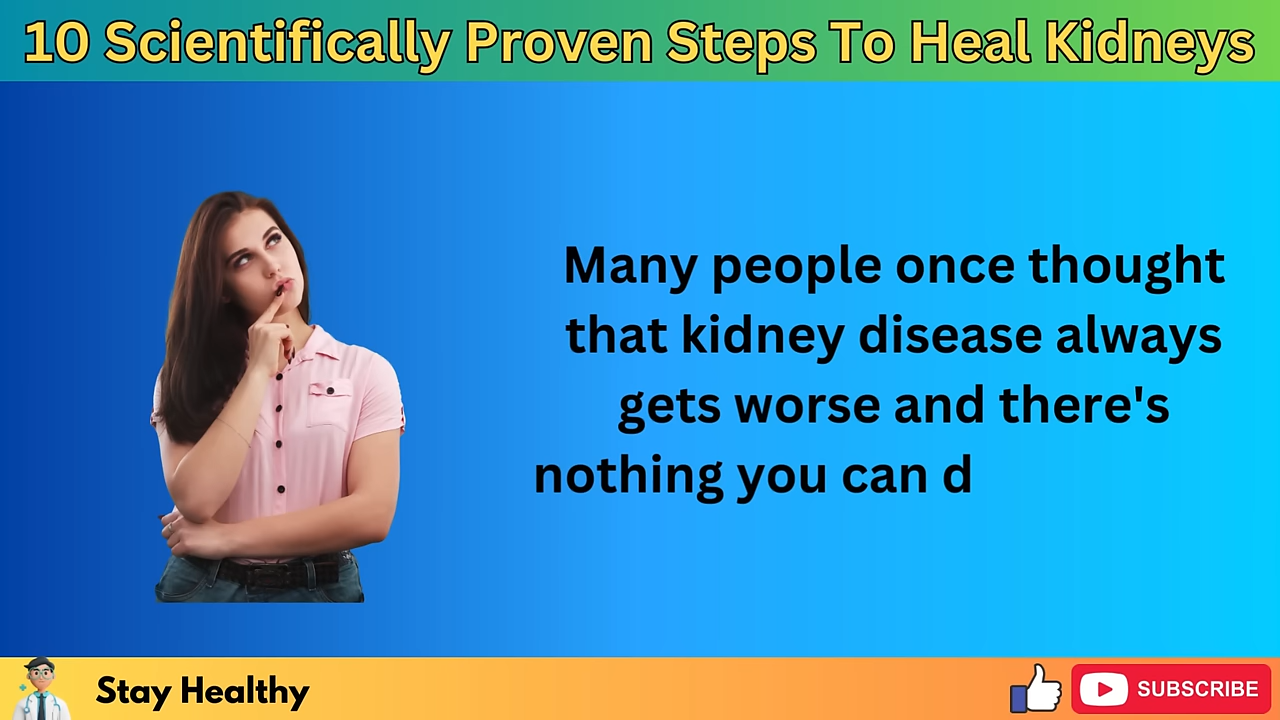 10 Scientifically Proven Steps To Heal Kidneys
Many people once thought
that kidney disease always
gets worse and there's
nothing you can d
Stay Healthy
SUBSCRIBE